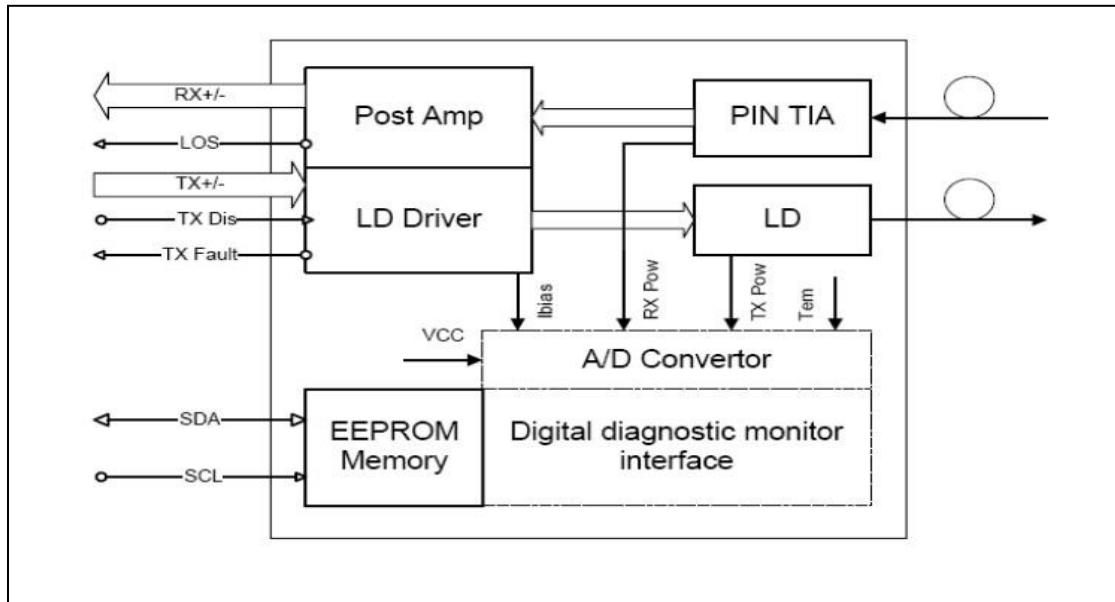 RX+/-
Post Amp
PIN TIA
LOS
TX+/-
TX Dis
LD Driver
LD
TX Fault
Ibias
RX Pow
TX Pow
Tem
VCC
A/D Convertor
SDA
EEPROM
Memory
Digital diagnostic monitor
interface
SCL